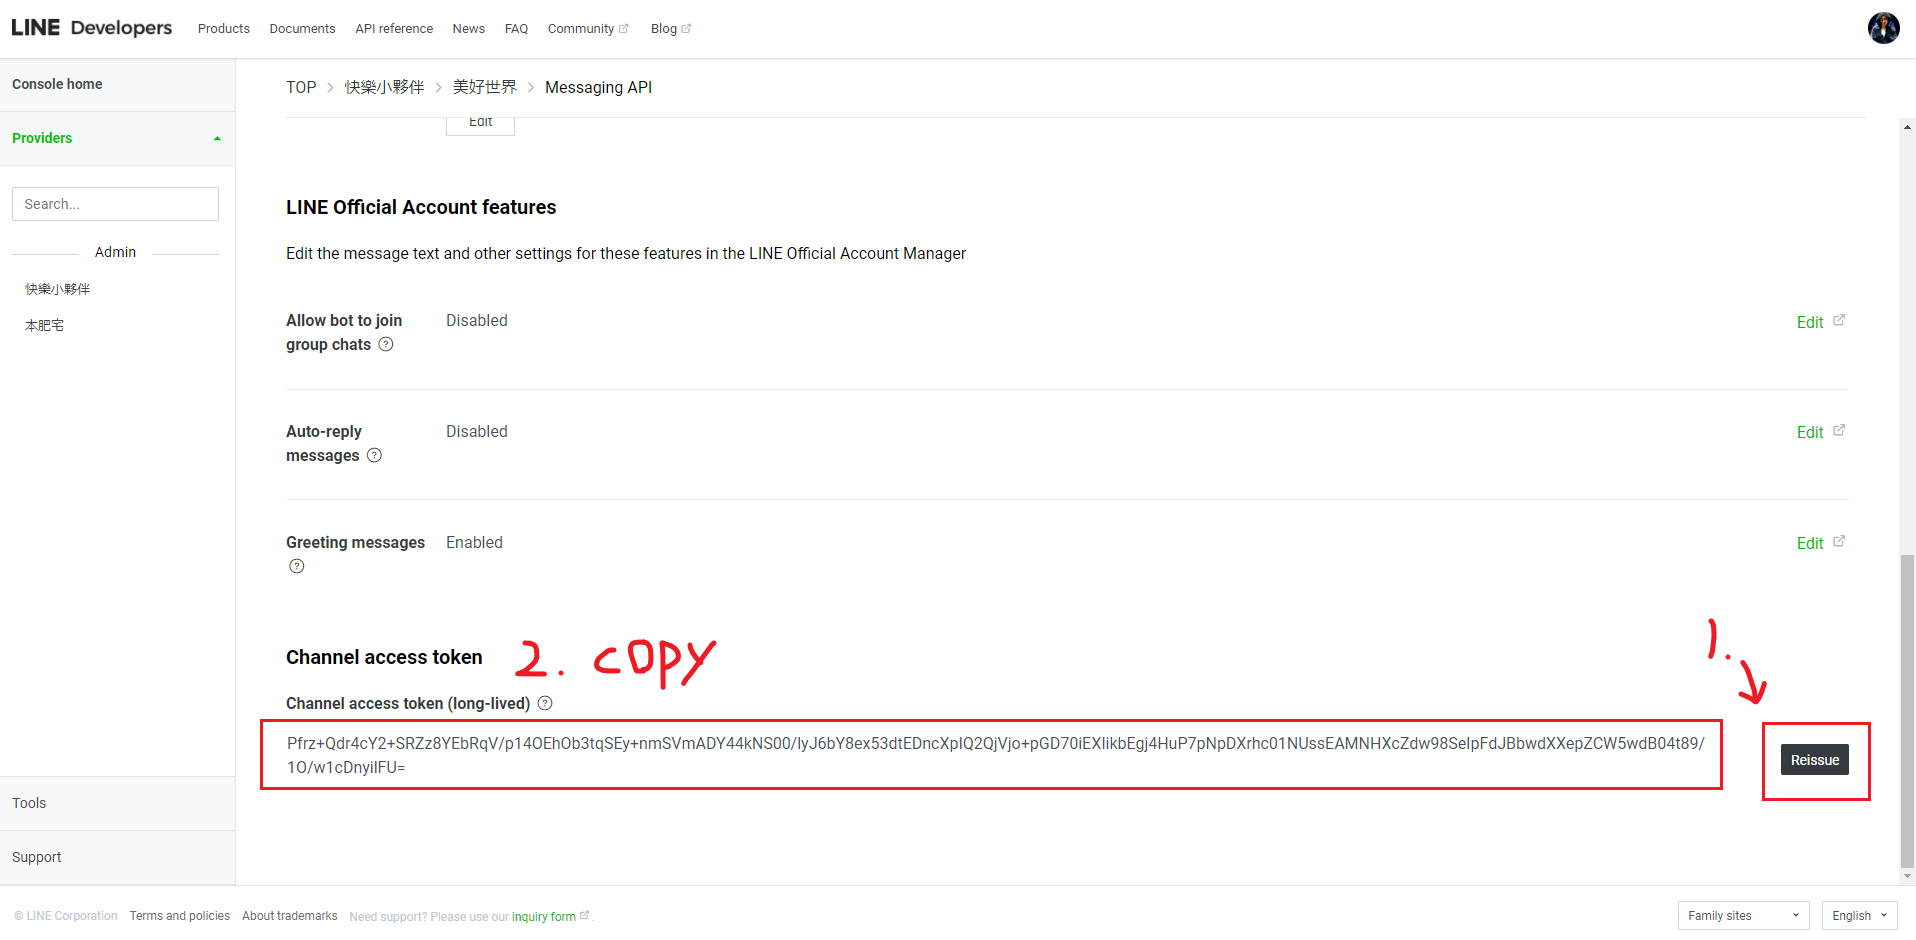 LINE Developers Products Documents API reference News FAQ Community Blog
Console home
Providers
Search...
Admin
快樂小夥伴
本肥宅
Tools
Support
TOP > 快樂小夥伴 > 美好世界 > Messaging API
Edit
LINE Official Account features
Edit the message text and other settings for these features in the LINE Official Account Manager
Allow bot to join group chats ? Disabled Edit
Auto-reply messages ? Disabled Edit
Greeting messages ? Enabled Edit
Channel access token 2. COPY
1.
Channel access token (long-lived) ?
Pfrz+Qdr4cY2+SRZz8YEbRqV/p14OEhOb3tqSEy+nmSVmADY44kNS00/IyJ6bY8ex53dtEDncXpIQ2QjVjo+pGD70iEXIikbEgj4HuP7pNpDXrhc01NUssEAMNHXcZdw98SeIpFdJBbwdXXepZCW5wdB04t89/
1O/w1cDnyilFU=
Reissue
© LINE Corporation Terms and policies About trademarks Need support? Please use our inquiry form .
Family sites English